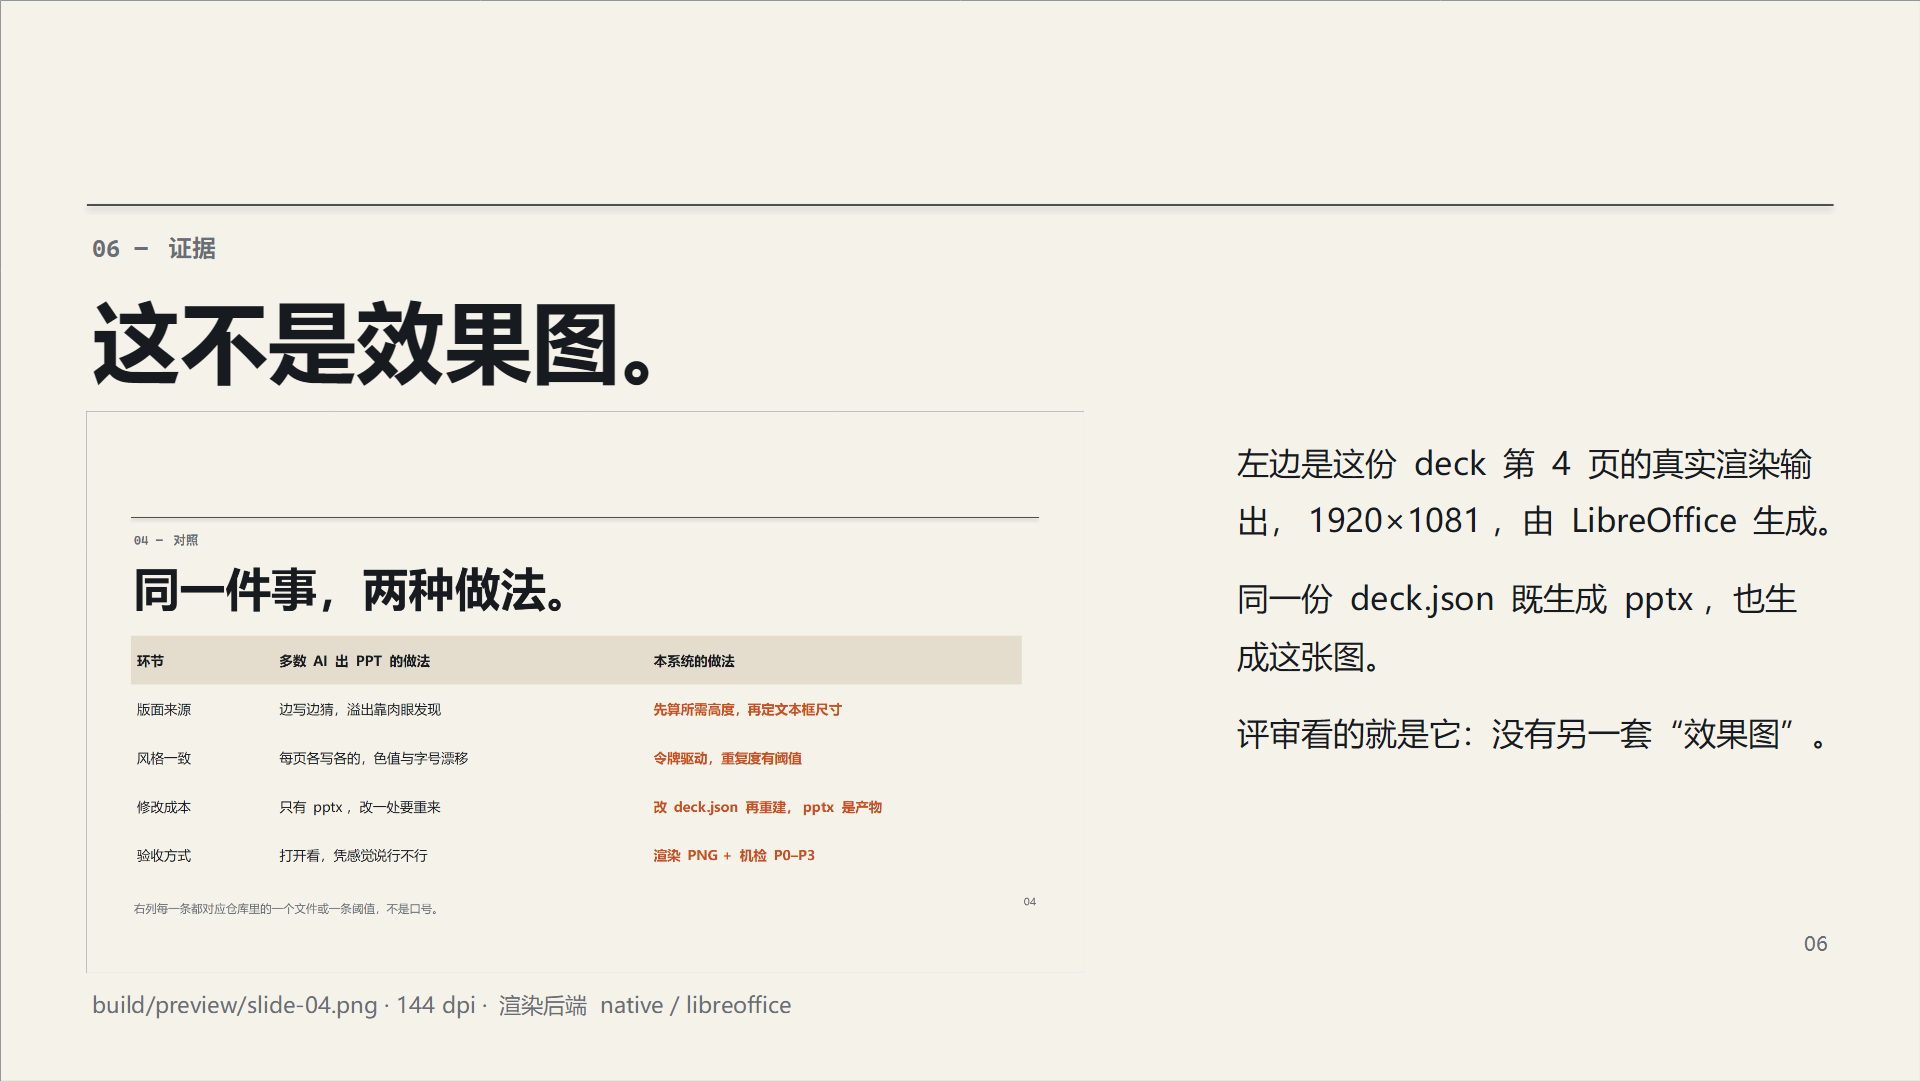 06 – 证据
这不是效果图。
04 – 对照
同一件事，两种做法。
环节 多数 AI 出 PPT 的做法 本系统的做法
版面来源 边写边猜，溢出靠肉眼发现 先算所需高度，再定文本框尺寸
风格一致 每页各写各的，色值与字号漂移 令牌驱动，重复度有阈值
修改成本 只有 pptx，改一处要重来 改 deck.json 再重建，pptx 是产物
验收方式 打开看，凭感觉说行不行 渲染 PNG + 机检 P0–P3
右列每一条都对应仓库里的一个文件或一条阈值，不是口号。
04
build/preview/slide-04.png · 144 dpi · 渲染后端 native / libreoffice
左边是这份 deck 第 4 页的真实渲染输
出，1920×1081，由 LibreOffice 生成。
同一份 deck.json 既生成 pptx，也生
成这张图。
评审看的就是它：没有另一套“效果图”。
06